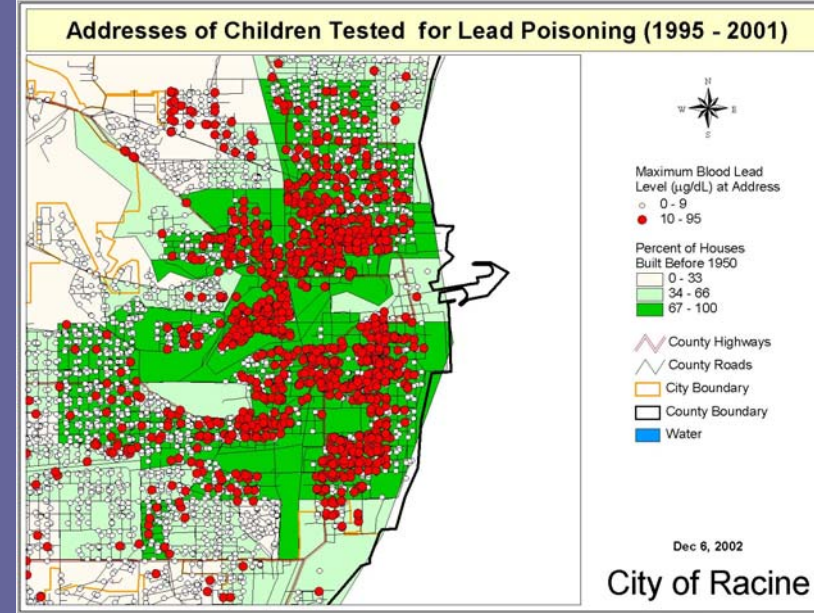 Addresses of Children Tested for Lead Poisoning (1995 - 2001)
N
W E
S
Maximum Blood Lead
Level (µg/dL) at Address
0 - 9
10 - 95
Percent of Houses
Built Before 1950
0 - 33
34 - 66
67 - 100
County Highways
County Roads
City Boundary
County Boundary
Water
Dec 6, 2002
City of Racine